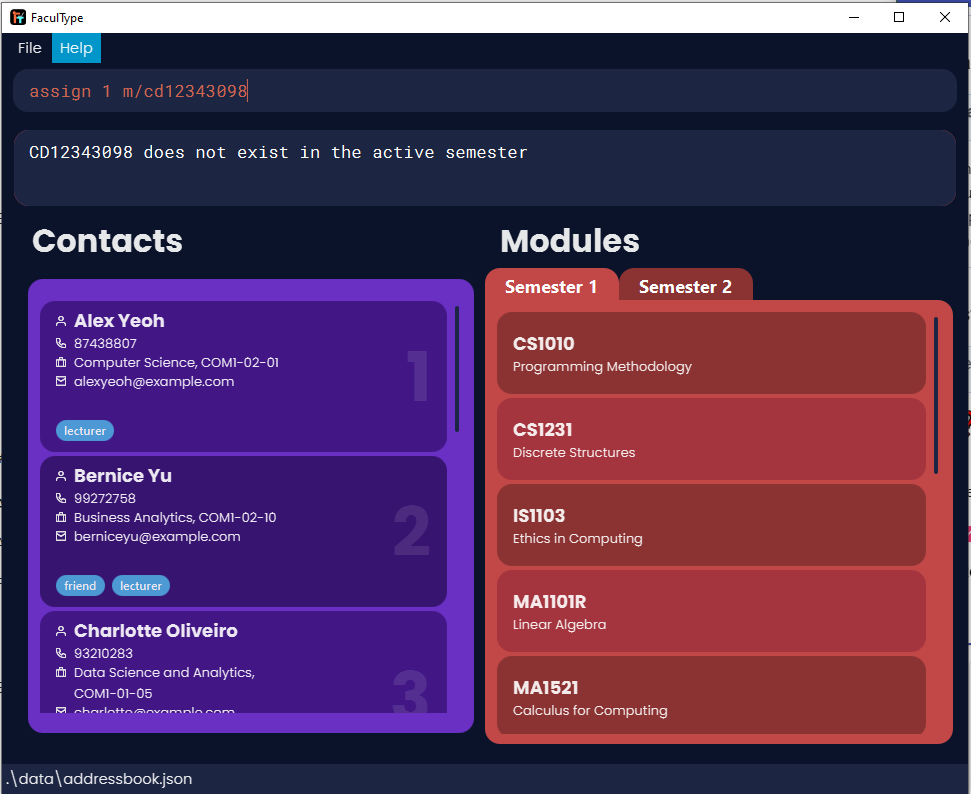 FaculType
File Help
assign 1 m/cd12343098
CD12343098 does not exist in the active semester
Contacts
Alex Yeoh
87438807
Computer Science, COM1-02-01
alexyeoh@example.com
1
lecturer
Bernice Yu
99272758
Business Analytics, COM1-02-10
berniceyu@example.com
2
friend lecturer
Charlotte Oliveiro
93210283
Data Science and Analytics,
COM1-01-05
charlotte@example.com
3
Modules
Semester 1 Semester 2
CS1010
Programming Methodology
CS1231
Discrete Structures
IS1103
Ethics in Computing
MA1101R
Linear Algebra
MA1521
Calculus for Computing
.\data\addressbook.json